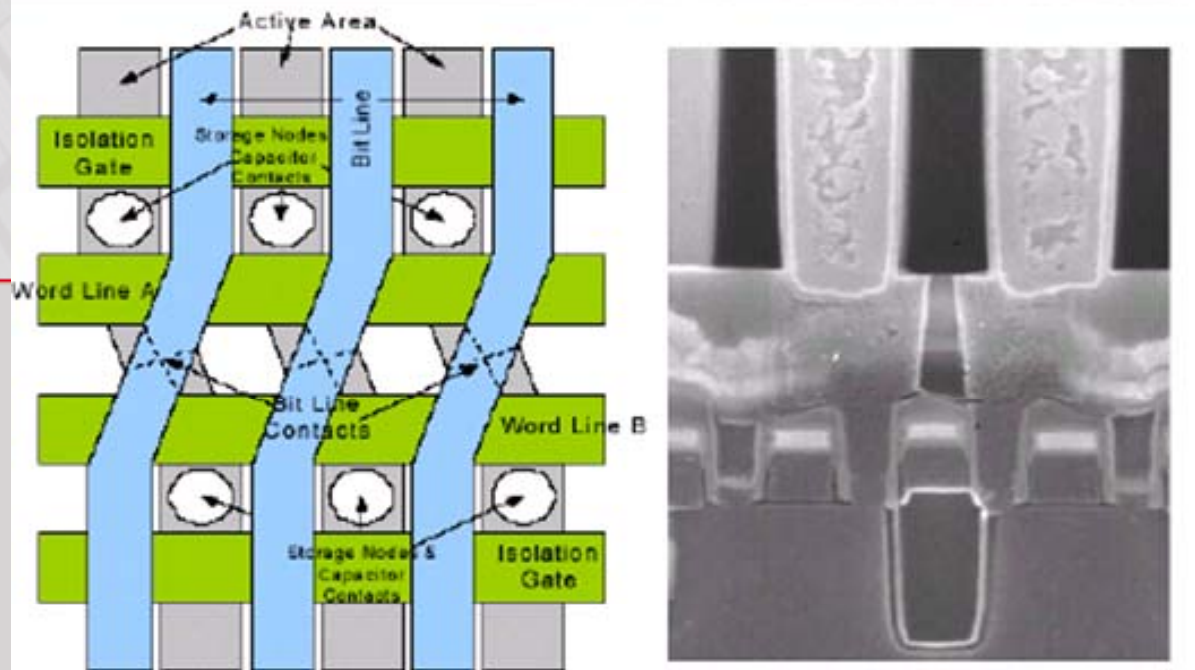 Active Area
Isolation
Gate
Storage Nodes
Capacitor
Contacts
Bit Line
Word Line A
Bit Line
Contacts
Word Line B
Storage Nodes &
Capacitor
Contacts
Isolation
Gate